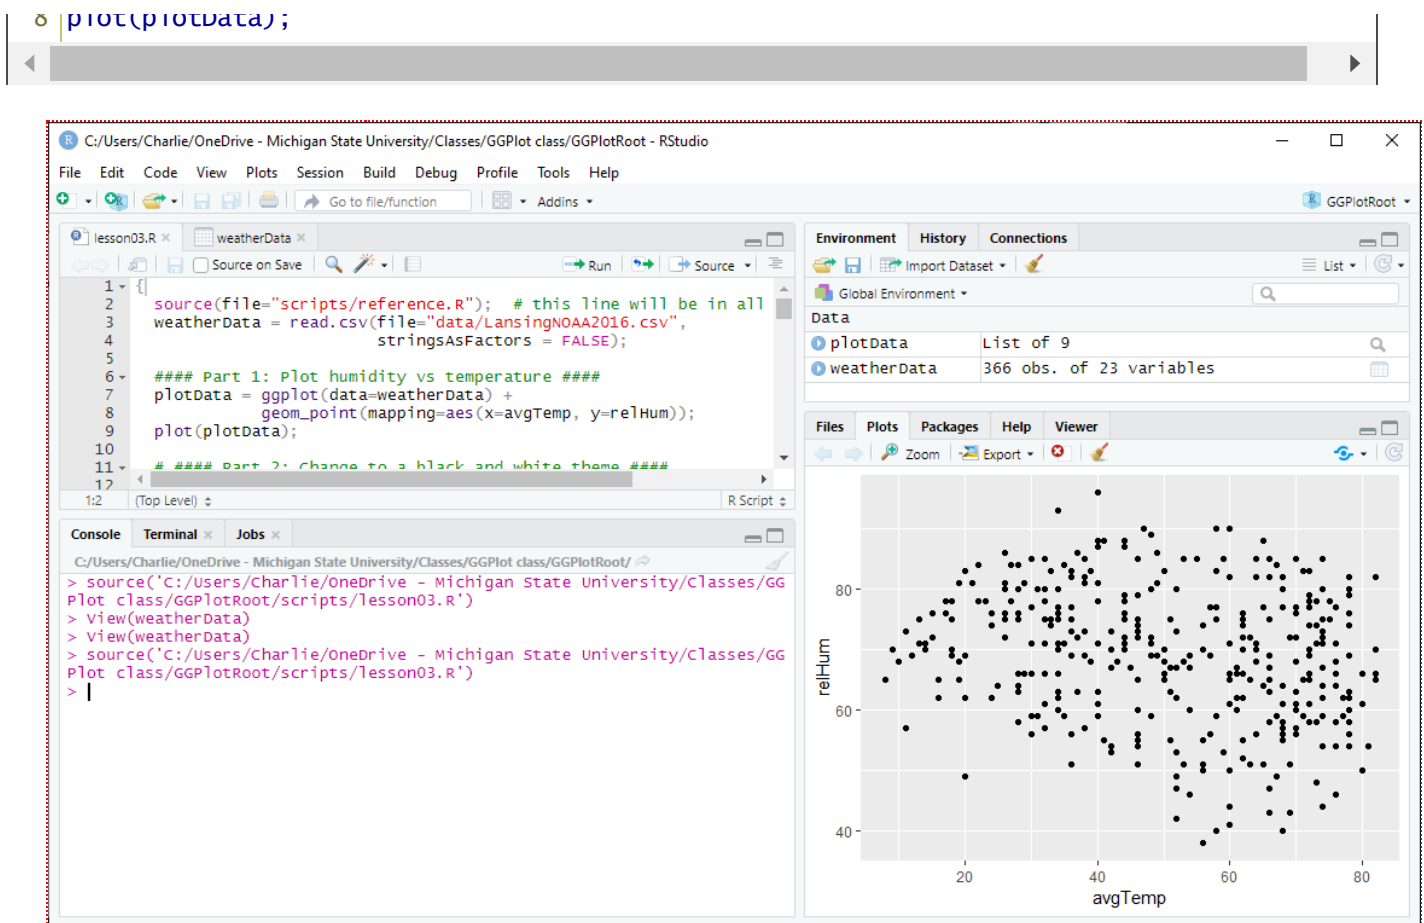 8 plot(plotData);
C:/Users/Charlie/OneDrive - Michigan State University/Classes/GGPlot class/GGPlotRoot - RStudio
File Edit Code View Plots Session Build Debug Profile Tools Help
Go to file/function Addins GGPlotRoot
lesson03.R weatherData
Source on Save Run Source
1 {
2 source(file="scripts/reference.R");  # this line will be in all
3 weatherData = read.csv(file="data/LansingNOAA2016.csv",
4 stringsAsFactors = FALSE);
5
6 #### Part 1: Plot humidity vs temperature ####
7 plotData = ggplot(data=weatherData) +
8 geom_point(mapping=aes(x=avgTemp, y=relHum));
9 plot(plotData);
10
11 # #### Part 2: Change to a black and white theme ####
12
1:2 (Top Level) R Script
Console Terminal Jobs
C:/Users/Charlie/OneDrive - Michigan State University/Classes/GGPlot class/GGPlotRoot/
> source('C:/Users/Charlie/OneDrive - Michigan State University/Classes/GG
Plot class/GGPlotRoot/scripts/lesson03.R')
> View(weatherData)
> View(weatherData)
> source('C:/Users/Charlie/OneDrive - Michigan State University/Classes/GG
Plot class/GGPlotRoot/scripts/lesson03.R')
>
Environment History Connections
Import Dataset List
Global Environment
Data
plotData List of 9
weatherData 366 obs. of 23 variables
Files Plots Packages Help Viewer
Zoom Export
80
60
40
relHum
20 40 60 80
avgTemp